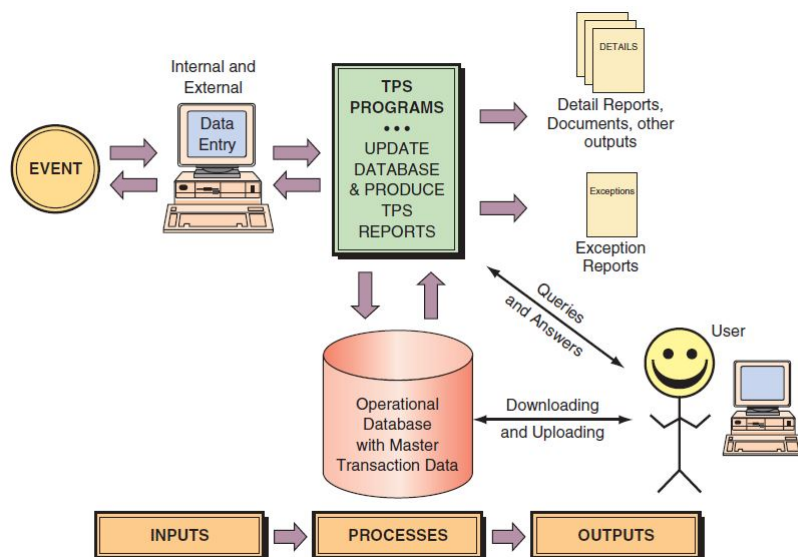 Internal and
External
Data
Entry
EVENT
TPS
PROGRAMS
•••
UPDATE
DATABASE
& PRODUCE
TPS
REPORTS
DETAILS
Detail Reports,
Documents, other
outputs
Exceptions
Exception
Reports
Queries
and Answers
User
Operational
Database
with Master
Transaction Data
Downloading
and Uploading
INPUTS
PROCESSES
OUTPUTS